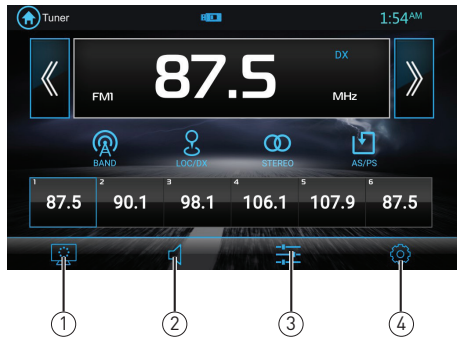 Tuner 1:54AM
87.5
DX
FM1 MHz
BAND LOC/DX STEREO AS/PS
1 2 3 4 5 6
87.5 90.1 98.1 106.1 107.9 87.5
1 2 3 4